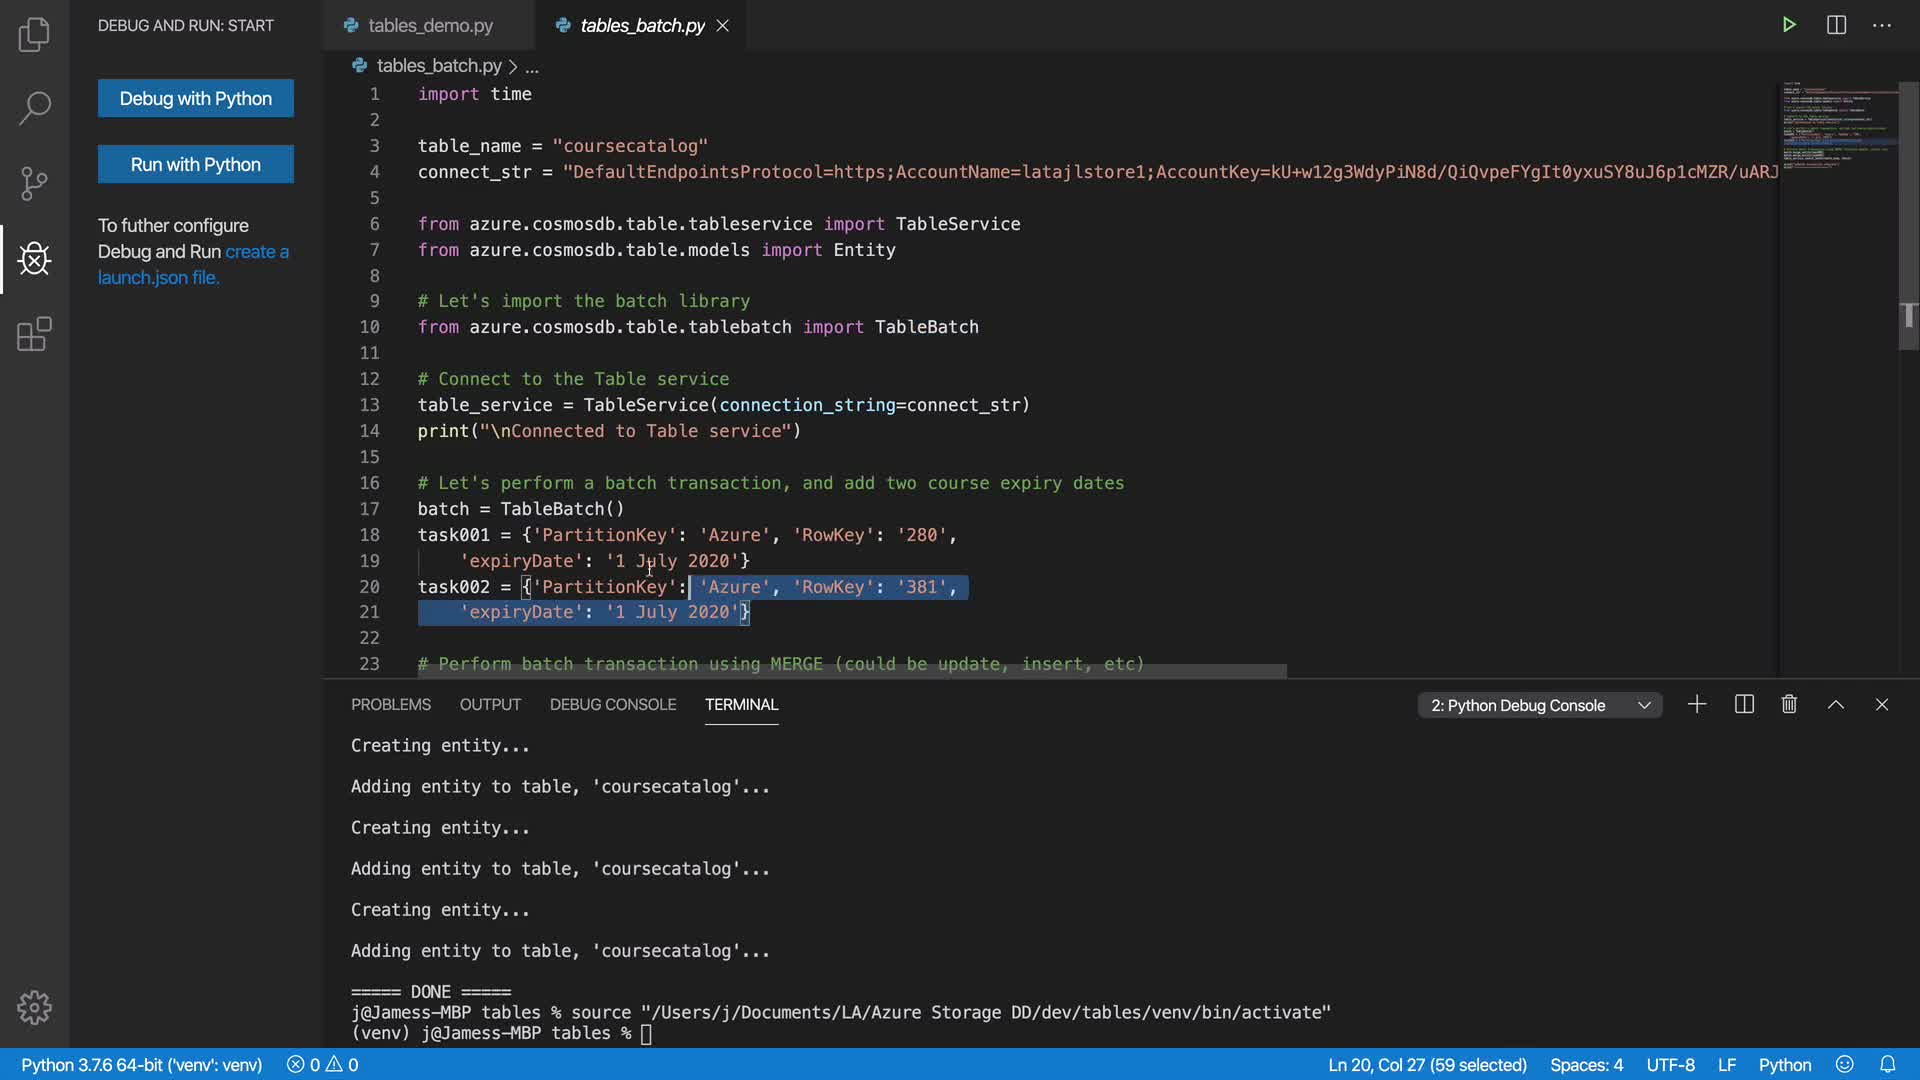 DEBUG AND RUN: START
Debug with Python
Run with Python
To futher configure
Debug and Run create a
launch.json file.
tables_demo.py
tables_batch.py
tables_batch.py > ...
1 import time
2
3 table_name = "coursecatalog"
4 connect_str = "DefaultEndpointsProtocol=https;AccountName=latajlstore1;AccountKey=kU+w12g3WdyPiN8d/QiQvpeFYgIt0yxuSY8uJ6p1cMZR/uARJ
5
6 from azure.cosmosdb.table.tableservice import TableService
7 from azure.cosmosdb.table.models import Entity
8
9 # Let's import the batch library
10 from azure.cosmosdb.table.tablebatch import TableBatch
11
12 # Connect to the Table service
13 table_service = TableService(connection_string=connect_str)
14 print("\nConnected to Table service")
15
16 # Let's perform a batch transaction, and add two course expiry dates
17 batch = TableBatch()
18 task001 = {'PartitionKey': 'Azure', 'RowKey': '280',
19 'expiryDate': '1 July 2020'}
20 task002 = {'PartitionKey': 'Azure', 'RowKey': '381',
21 'expiryDate': '1 July 2020'}
22
23 # Perform batch transaction using MERGE (could be update, insert, etc)
PROBLEMS OUTPUT DEBUG CONSOLE TERMINAL
2: Python Debug Console
Creating entity...
Adding entity to table, 'coursecatalog'...
Creating entity...
Adding entity to table, 'coursecatalog'...
Creating entity...
Adding entity to table, 'coursecatalog'...
===== DONE =====
j@Jamess-MBP tables % source "/Users/j/Documents/LA/Azure Storage DD/dev/tables/venv/bin/activate"
(venv) j@Jamess-MBP tables %
Python 3.7.6 64-bit ('venv': venv) 0 0 Ln 20, Col 27 (59 selected) Spaces: 4 UTF-8 LF Python